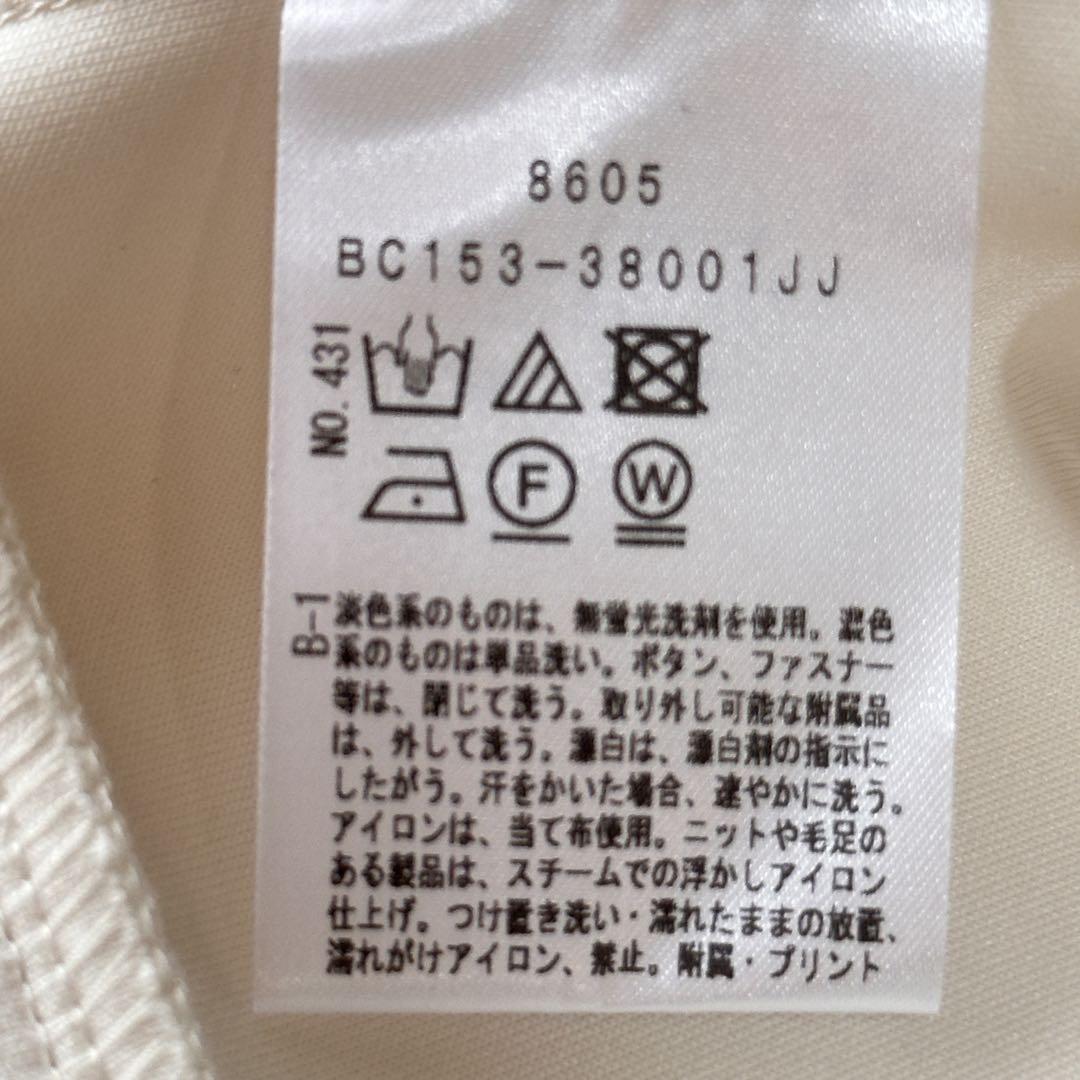 8605
BC153-38001JJ
NO. 431
F
W
B-1
淡色系のものは、無蛍光洗剤を使用。濃色
系のものは単品洗い。ボタン、ファスナー
等は、閉じて洗う。取り外し可能な附属品
は、外して洗う。漂白は、漂白剤の指示に
したがう。汗をかいた場合、速やかに洗う。
アイロンは、当て布使用。ニットや毛足の
ある製品は、スチームでの浮かしアイロン
仕上げ。つけ置き洗い・濡れたままの放置、
濡れがけアイロン、禁止。附属・プリント